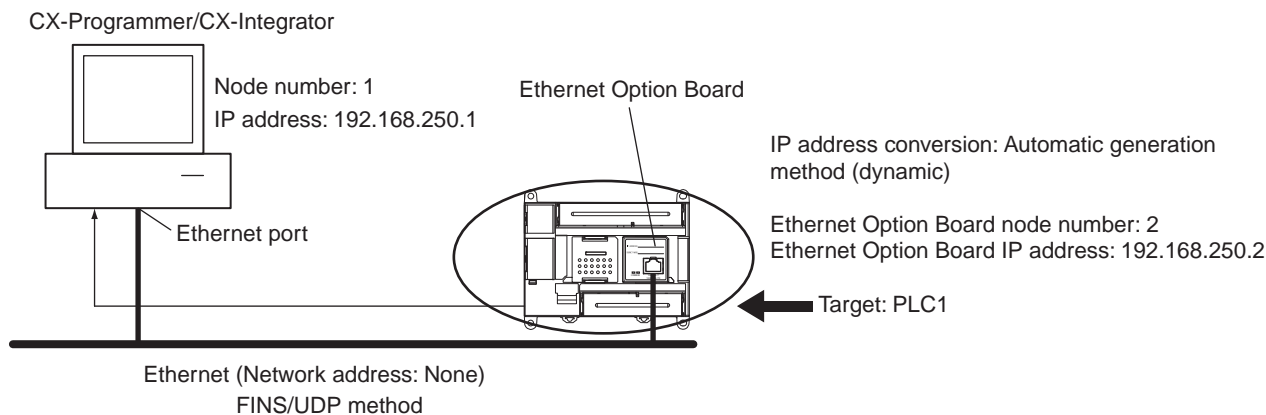 CX-Programmer/CX-Integrator
Node number: 1
IP address: 192.168.250.1
Ethernet Option Board
IP address conversion: Automatic generation
method (dynamic)
Ethernet port
Ethernet Option Board node number: 2
Ethernet Option Board IP address: 192.168.250.2
Target: PLC1
Ethernet (Network address: None)
FINS/UDP method